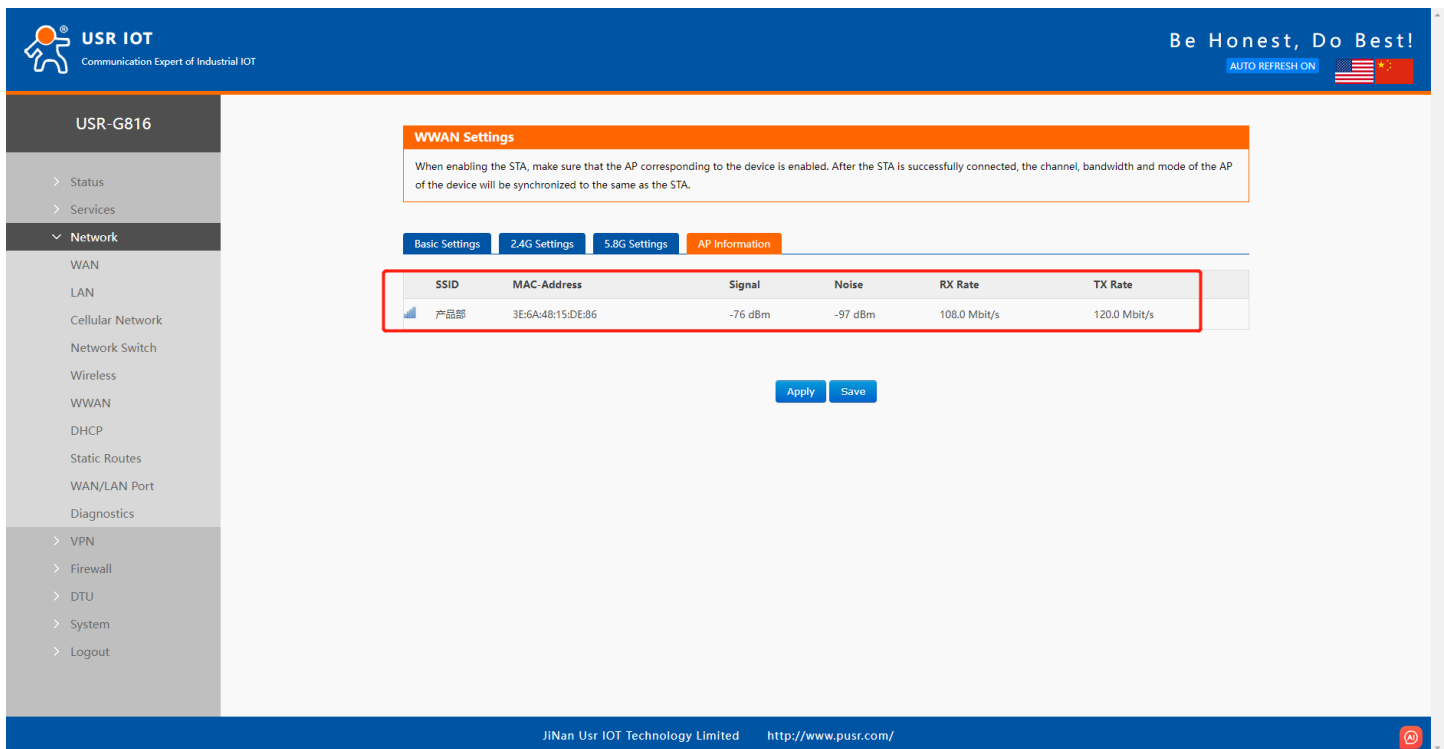 USR IOT
Communication Expert of Industrial IOT
Be Honest, Do Best!
AUTO REFRESH ON
USR-G816
Status
Services
Network
WAN
LAN
Cellular Network
Network Switch
Wireless
WWAN
DHCP
Static Routes
WAN/LAN Port
Diagnostics
VPN
Firewall
DTU
System
Logout
WWAN Settings
When enabling the STA, make sure that the AP corresponding to the device is enabled. After the STA is successfully connected, the channel, bandwidth and mode of the AP
of the device will be synchronized to the same as the STA.
Basic Settings 2.4G Settings 5.8G Settings AP Information
SSID MAC-Address Signal Noise RX Rate TX Rate
产品部 3E:6A:48:15:DE:86 -76 dBm -97 dBm 108.0 Mbit/s 120.0 Mbit/s
Apply Save
JiNan Usr IOT Technology Limited http://www.pusr.com/